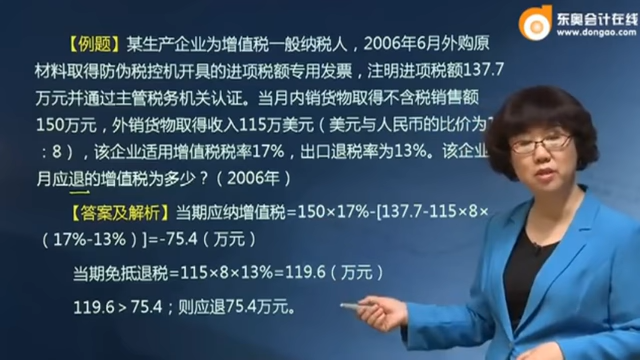 东奥会计在线
www.dongao.com
【例题】某生产企业为增值税一般纳税人，2006年6月外购原
材料取得防伪税控机开具的进项税额专用发票，注明进项税额137.7
万元并通过主管税务机关认证。当月内销货物取得不含税销售额
150万元，外销货物取得收入115万美元（美元与人民币的比价为1
：8），该企业适用增值税税率17%，出口退税率为13%。该企业
月应退的增值税为多少？（2006年）
【答案及解析】当期应纳增值税=150×17%-[137.7-115×8×
（17%-13%）]=-75.4（万元）
当期免抵退税=115×8×13%=119.6（万元）
119.6＞75.4；则应退75.4万元。